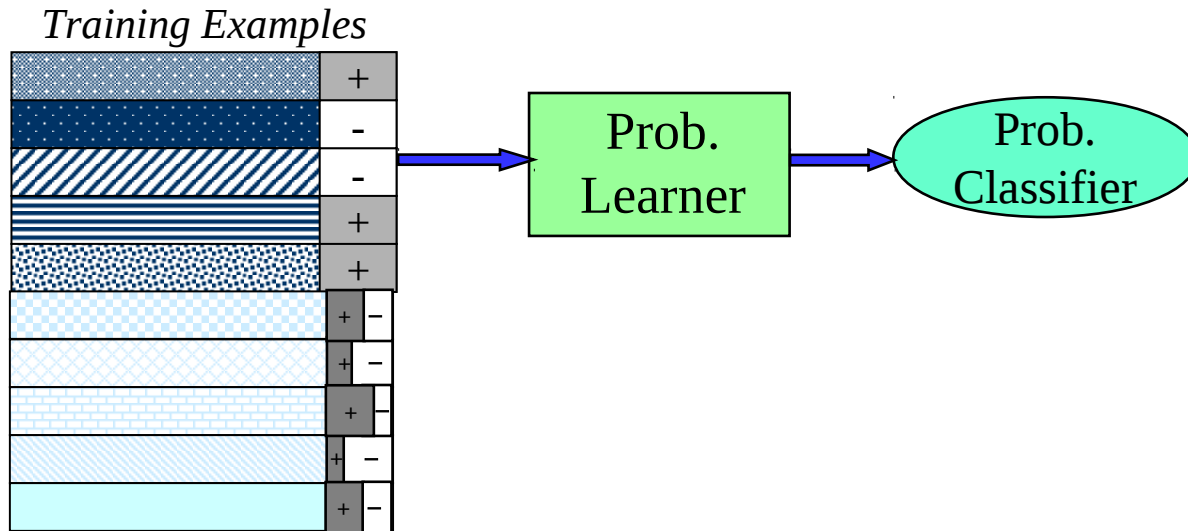 Training Examples
+
-
-
+
+
+ −
+ −
+ −
+ −
+ −
Prob.
Learner
Prob.
Classifier